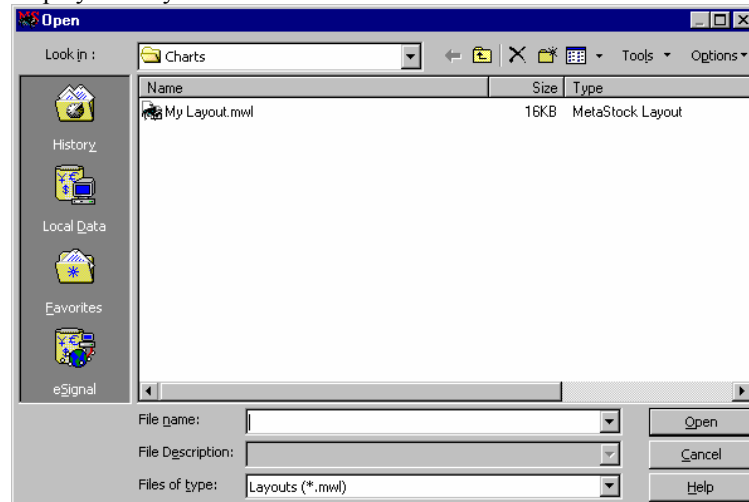 Open
Look in :
Charts
Tools
Options
Name
Size
Type
My Layout.mwl
16KB
MetaStock Layout
History
Local Data
Favorites
eSignal
File name:
Open
File Description:
Cancel
Files of type:
Layouts (*.mwl)
Help